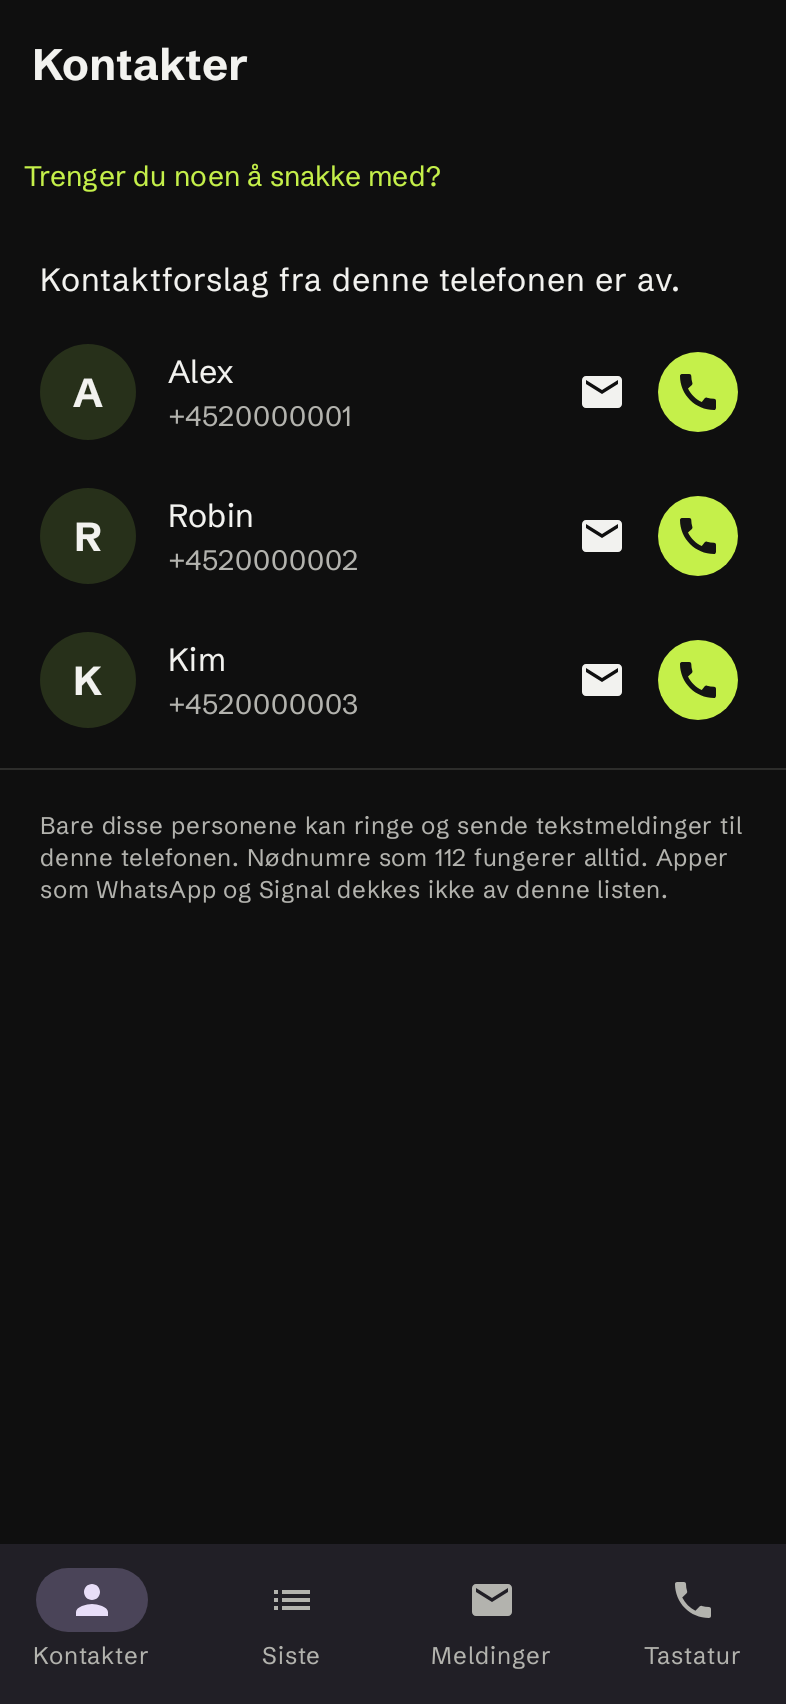 Kontakter
Trenger du noen å snakke med?
Kontaktforslag fra denne telefonen er av.
A
Alex
+4520000001
R
Robin
+4520000002
K
Kim
+4520000003
Bare disse personene kan ringe og sende tekstmeldinger til
denne telefonen. Nødnumre som 112 fungerer alltid. Apper
som WhatsApp og Signal dekkes ikke av denne listen.
Kontakter
Siste
Meldinger
Tastatur